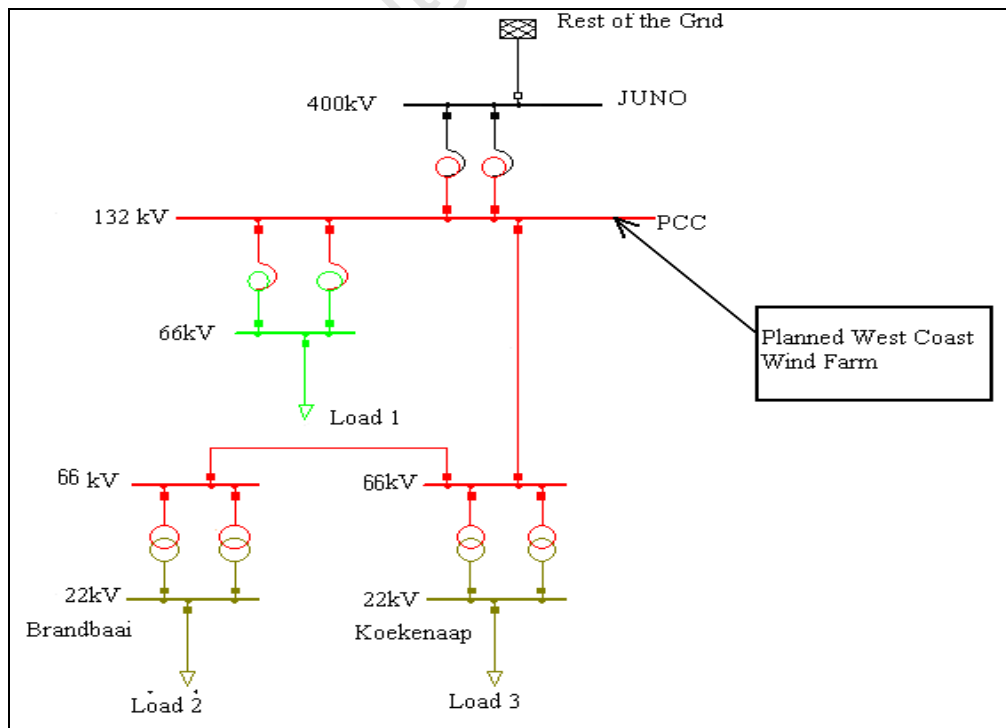 Rest of the Grid
400kV
JUNO
132 kV
PCC
66kV
Planned West Coast
Wind Farm
Load 1
66 kV
66kV
22kV
22kV
Brandbaai
Koekenaap
Load 2
Load 3